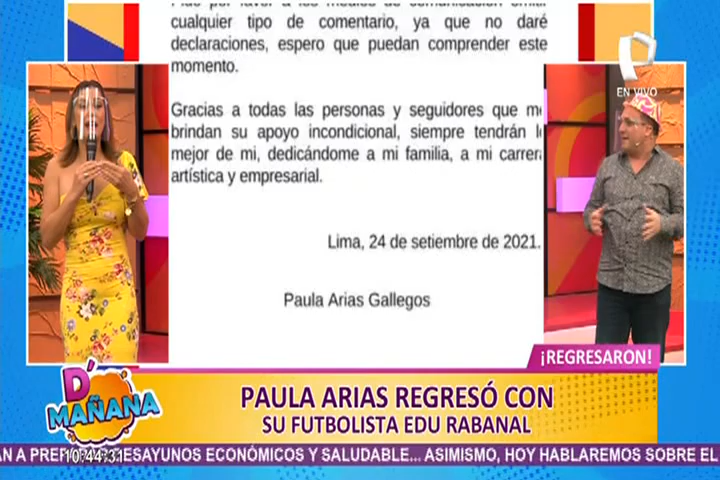 cualquier tipo de comentario, ya que no daré
declaraciones, espero que puedan comprender este
momento.
Gracias a todas las personas y seguidores que me
brindan su apoyo incondicional, siempre tendrán l
mejor de mi, dedicándome a mi familia, a mi carrera
artística y empresarial.
Lima, 24 de setiembre de 2021.
Paula Arias Gallegos
EN VIVO
¡REGRESARON!
D'
MAÑANA
PAULA ARIAS REGRESÓ CON
SU FUTBOLISTA EDU RABANAL
10:44:31
AN A PREP ESAYUNOS ECONÓMICOS Y SALUDABLE... ASIMISMO, HOY HABLAREMOS SOBRE EL